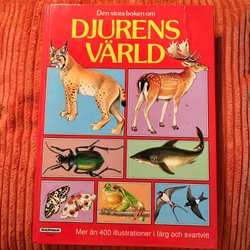 Den stora boken om
DJURENS
VÄRLD
Mer än 400 illustrationer i färg och svartvitt